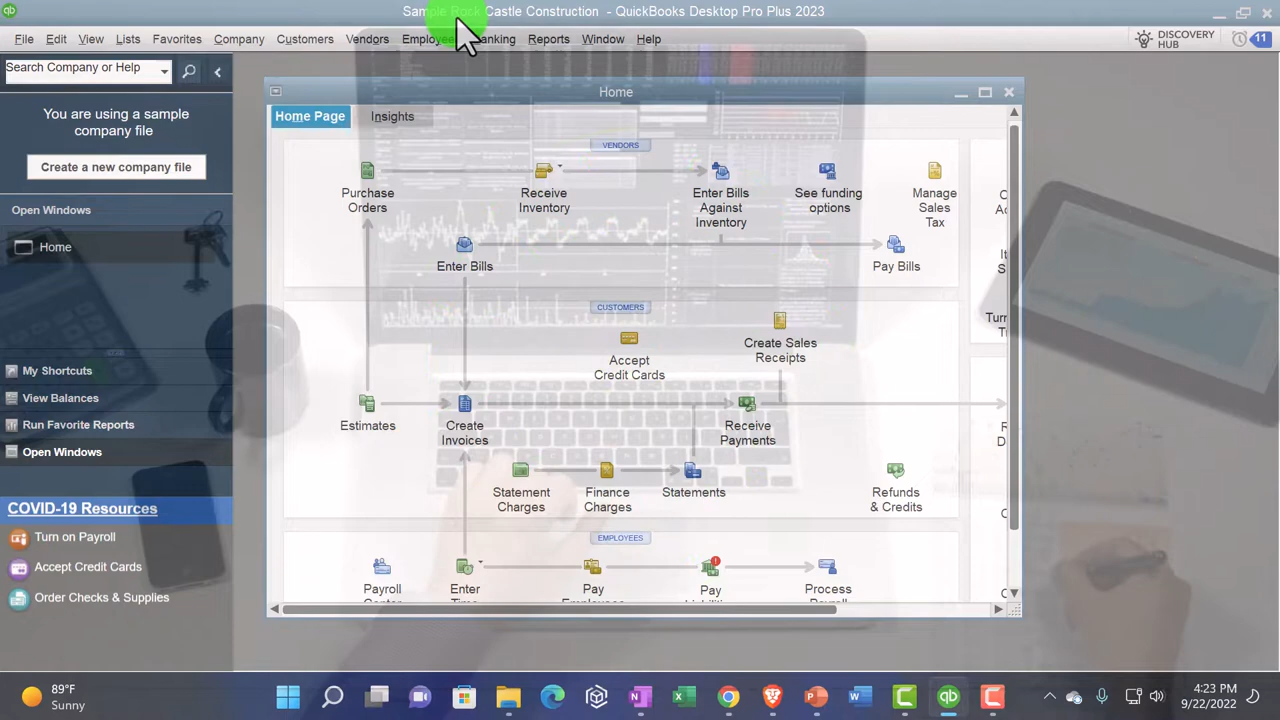 Sample Rock Castle Construction - QuickBooks Desktop Pro Plus 2023
File Edit View Lists Favorites Company Customers Vendors Employees Banking Reports Window Help
DISCOVERY
HUB
11
Search Company or Help
You are using a sample
company file
Create a new company file
Open Windows
Home
My Shortcuts
View Balances
Run Favorite Reports
Open Windows
COVID-19 Resources
Turn on Payroll
Accept Credit Cards
Order Checks & Supplies
Home
Home Page Insights
VENDORS
Purchase
Orders
Receive
Inventory
Enter Bills
Against
Inventory
See funding
options
Manage
Sales
Tax
Enter Bills
Pay Bills
CUSTOMERS
Accept
Credit Cards
Create Sales
Receipts
Estimates
Create
Invoices
Receive
Payments
Statement
Charges
Finance
Charges
Statements
Refunds
& Credits
EMPLOYEES
Payroll
Enter
Pay
Pay
Process
Payroll
89°F
Sunny
4:23 PM
9/22/2022